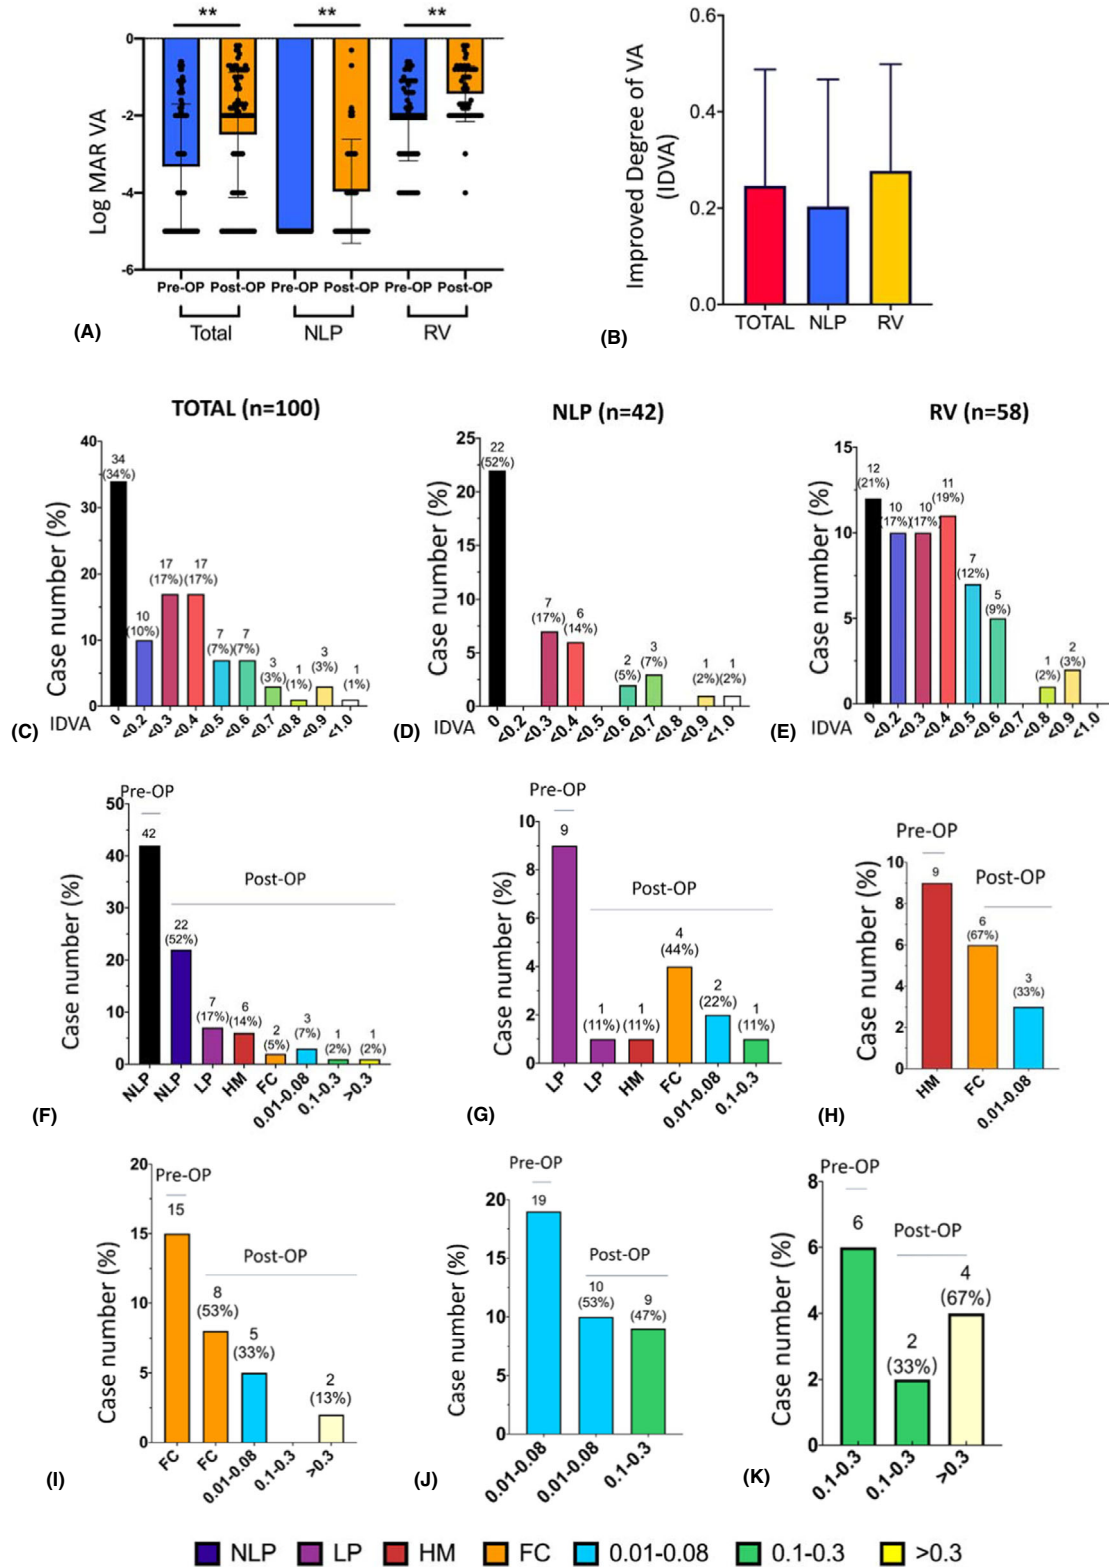 ** ** **
0
-2
-4
-6
Log MAR VA
Pre-OP Post-OP Pre-OP Post-OP Pre-OP Post-OP
Total NLP RV
(A)
0.6
0.4
0.2
0.0
Improved Degree of VA
(IDVA)
TOTAL NLP RV
(B)
TOTAL (n=100)
40
30
20
10
0
Case number (%)
34
(34%)
10
(10%)
17
(17%)
17
(17%)
7
(7%)
7
(7%)
3
(3%)
1
(1%)
3
(3%)
1
(1%)
IDVA
0 <0.2 <0.3 <0.4 <0.5 <0.6 <0.7 <0.8 <0.9 <1.0
(C)
NLP (n=42)
25
20
15
10
5
0
Case number (%)
22
(52%)
7
(17%)
6
(14%)
2
(5%)
3
(7%)
1
(2%)
1
(2%)
IDVA
0 <0.2 <0.3 <0.4 <0.5 <0.6 <0.7 <0.8 <0.9 <1.0
(D)
RV (n=58)
15
10
5
0
Case number (%)
12
(21%)
10
(17%)
10
(17%)
11
(19%)
7
(12%)
5
(9%)
1
(2%)
2
(3%)
IDVA
0 <0.2 <0.3 <0.4 <0.5 <0.6 <0.7 <0.8 <0.9 <1.0
(E)
Pre-OP
50
40
30
20
10
0
Case number (%)
42
Post-OP
22
(52%)
7
(17%)
6
(14%)
2
(5%)
3
(7%)
1
(2%)
1
(2%)
NLP NLP LP HM FC 0.01-0.08 0.1-0.3 >0.3
(F)
Pre-OP
10
8
6
4
2
0
Case number (%)
9
Post-OP
1
(11%)
1
(11%)
4
(44%)
2
(22%)
1
(11%)
LP LP HM FC 0.01-0.08 0.1-0.3
(G)
Pre-OP
10
8
6
4
2
0
Case number (%)
9
Post-OP
6
(67%)
3
(33%)
HM FC 0.01-0.08
(H)
20
15
10
5
0
Case number (%)
Pre-OP
15
Post-OP
8
(53%)
5
(33%)
2
(13%)
FC FC 0.01-0.08 0.1-0.3 >0.3
(I)
Pre-OP
20
15
10
5
0
Case number (%)
19
Post-OP
10
(53%)
9
(47%)
0.01-0.08 0.01-0.08 0.1-0.3
(J)
Pre-OP
8
6
4
2
0
Case number (%)
6
Post-OP
2
(33%)
4
(67%)
0.1-0.3 0.1-0.3 >0.3
(K)
NLP LP HM FC 0.01-0.08 0.1-0.3 >0.3